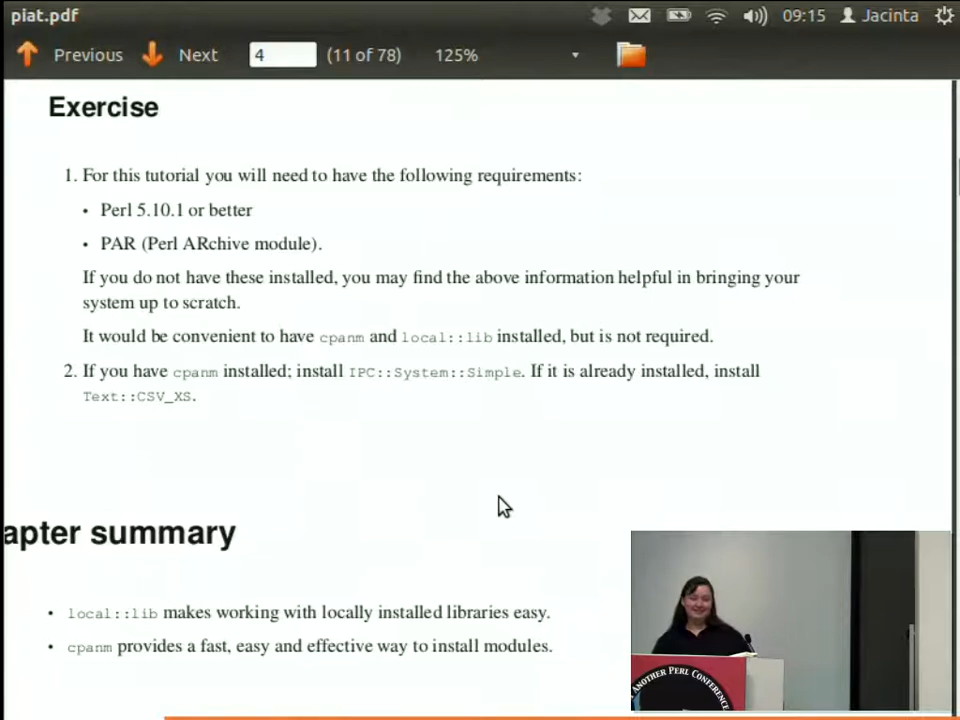 piat.pdf
09:15 Jacinta
Previous Next 4 (11 of 78) 125%
Exercise
1. For this tutorial you will need to have the following requirements:
• Perl 5.10.1 or better
• PAR (Perl ARchive module).
If you do not have these installed, you may find the above information helpful in bringing your
system up to scratch.
It would be convenient to have cpanm and local::lib installed, but is not required.
2. If you have cpanm installed; install IPC::System::Simple. If it is already installed, install
Text::CSV_XS.
apter summary
• local::lib makes working with locally installed libraries easy.
• cpanm provides a fast, easy and effective way to install modules.
ANOTHER PERL CONFERENCE